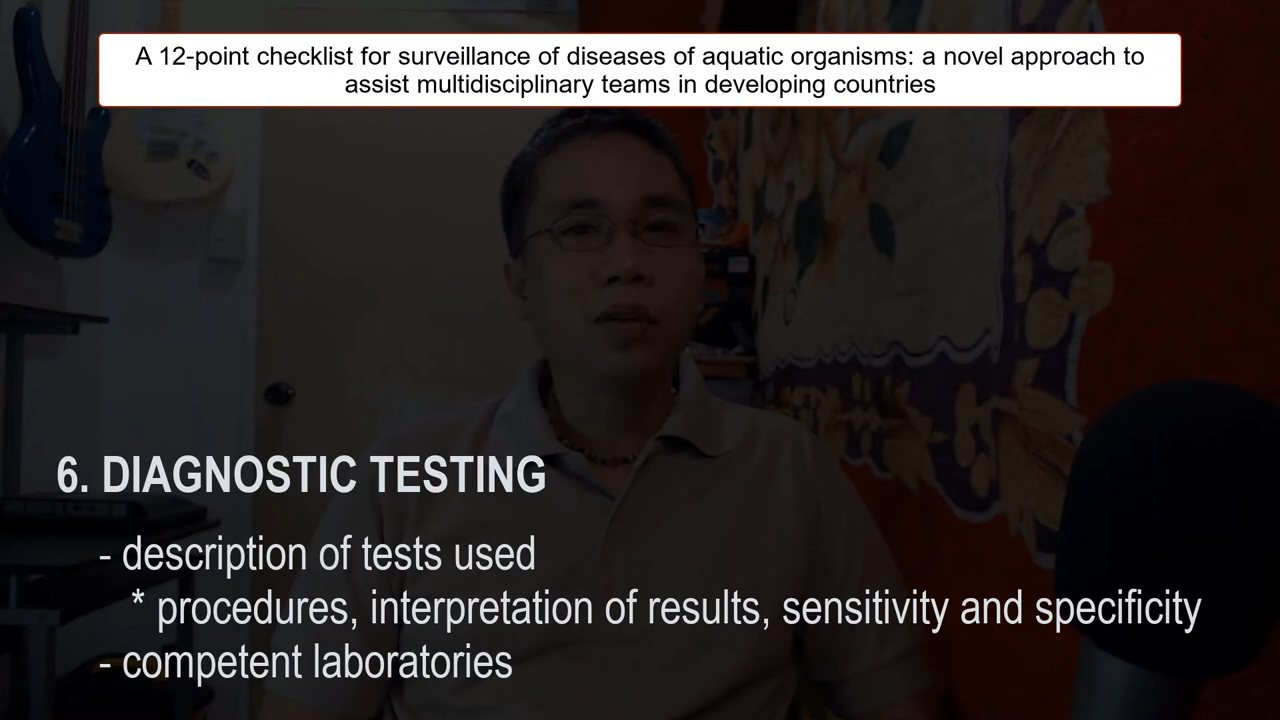 A 12-point checklist for surveillance of diseases of aquatic organisms: a novel approach to
assist multidisciplinary teams in developing countries
6. DIAGNOSTIC TESTING
- description of tests used
* procedures, interpretation of results, sensitivity and specificity
- competent laboratories